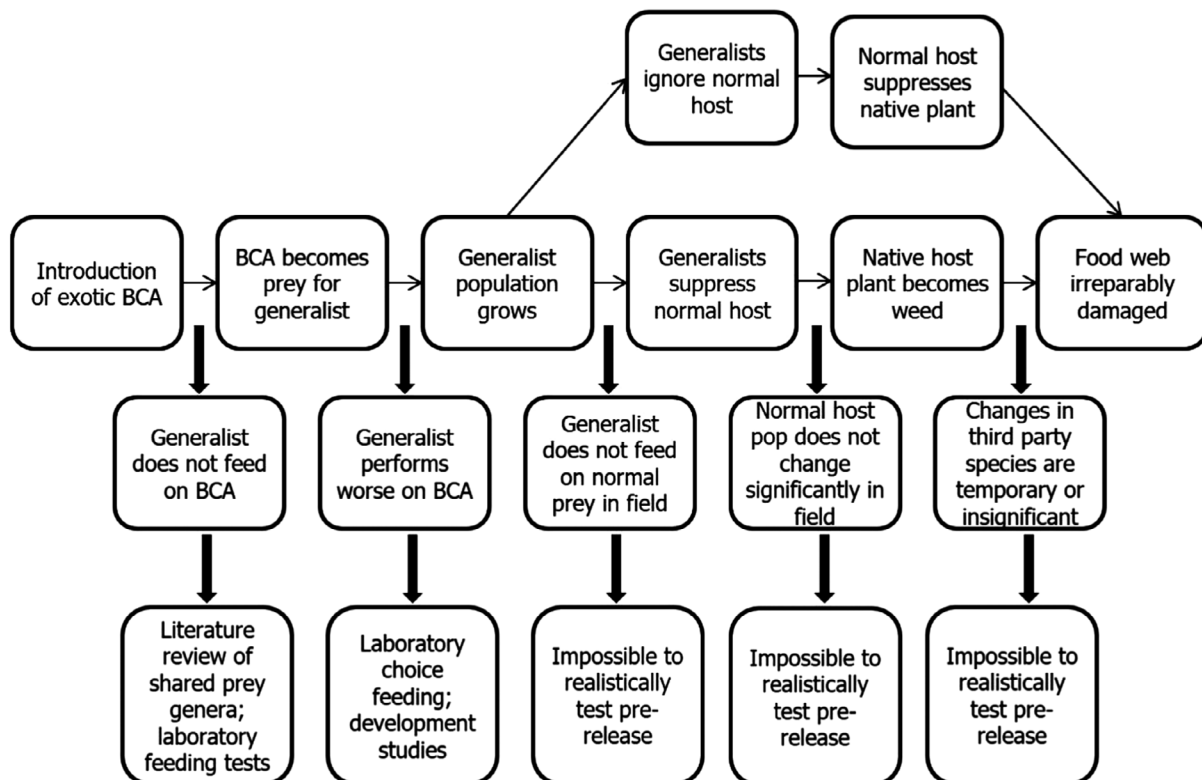 Generalists
ignore normal
host
Normal host
suppresses
native plant
Introduction
of exotic BCA
BCA becomes
prey for
generalist
Generalist
population
grows
Generalists
suppress
normal host
Native host
plant becomes
weed
Food web
irreparably
damaged
Generalist
does not feed
on BCA
Generalist
performs
worse on BCA
Generalist does
not feed on
normal prey in
field
Normal host
pop does not
change
significantly in
field
Changes in
third party
species are
temporary or
insignificant
Literature
review of
shared prey
genera;
laboratory
feeding tests
Laboratory
choice
feeding;
development
studies
Impossible to
realistically
test pre-
release
Impossible to
realistically
test pre-
release
Impossible to
realistically
test pre-
release